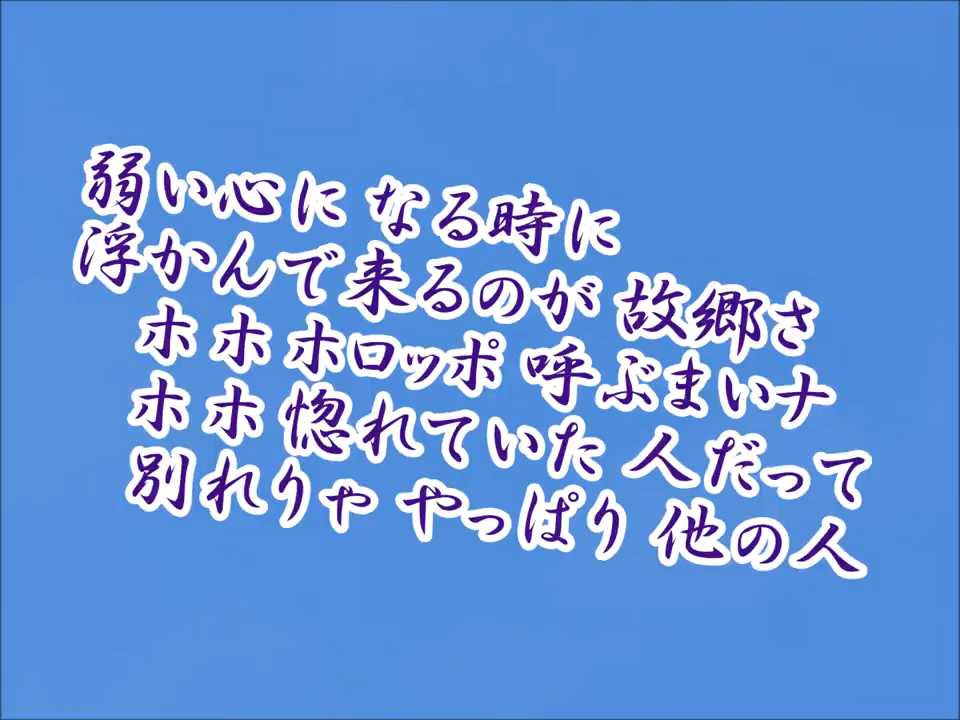 弱い心に なる時に
浮かんで来るのが 故郷さ
ホ ホ ホロッポ 呼ぶまいナ
ホ ホ 惚れていた 人だって
別れりゃ やっぱり 他の人